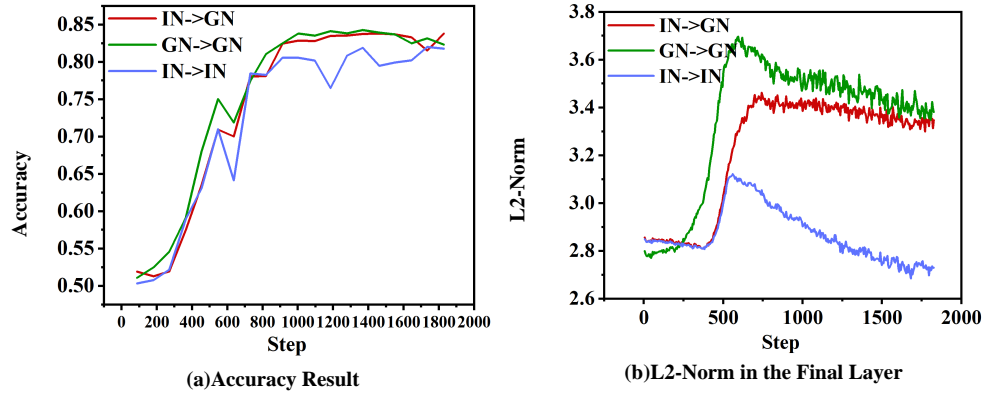 0.85
0.80
0.75
0.70
0.65
0.60
0.55
0.50
Accuracy
IN->GN
GN->GN
IN->IN
0 200 400 600 800 1000 1200 1400 1600 1800 2000
Step
(a)Accuracy Result
3.8
3.6
3.4
3.2
3.0
2.8
2.6
L2-Norm
IN->GN
GN->GN
IN->IN
0 500 1000 1500 2000
Step
(b)L2-Norm in the Final Layer